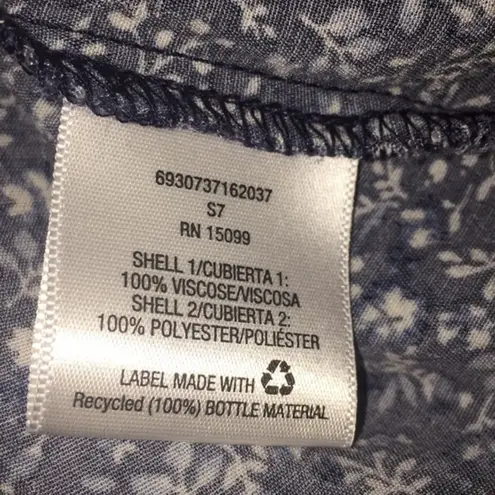 6930737162037
S7
RN 15099
SHELL 1/CUBIERTA 1:
100% VISCOSE/VISCOSA
SHELL 2/CUBIERTA 2:
100% POLYESTER/POLIÉSTER
LABEL MADE WITH
Recycled (100%) BOTTLE MATERIAL